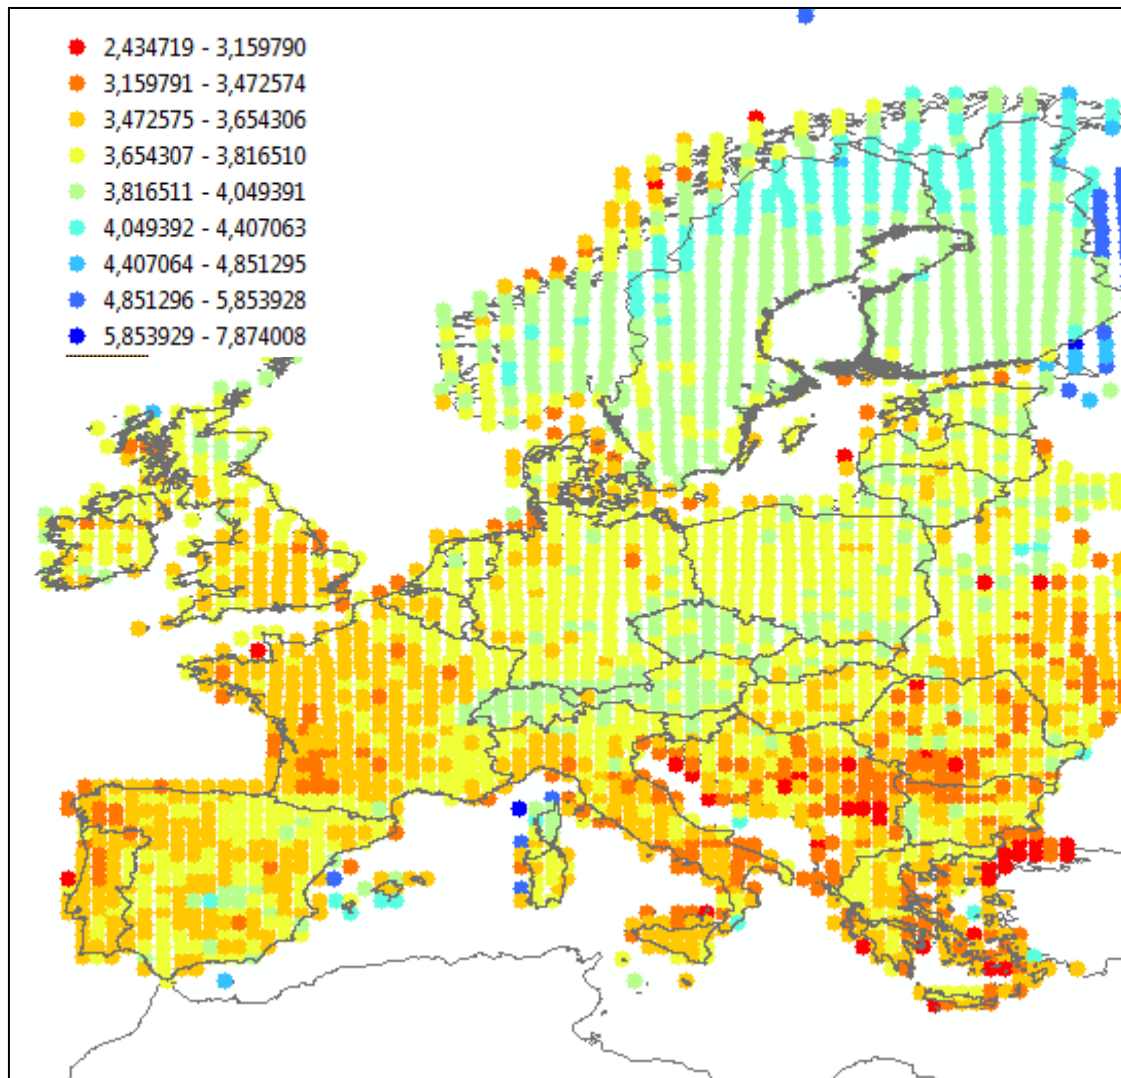 2,434719 - 3,159790
3,159791 - 3,472574
3,472575 - 3,654306
3,654307 - 3,816510
3,816511 - 4,049391
4,049392 - 4,407063
4,407064 - 4,851295
4,851296 - 5,853928
5,853929 - 7,874008